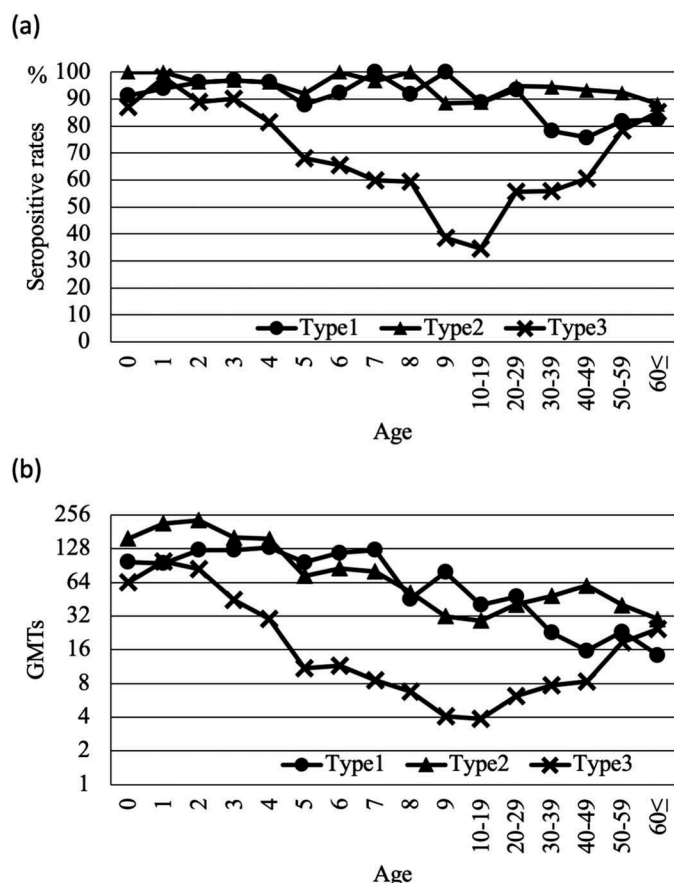 (a)
%
100
90
80
70
60
50
40
30
20
10
0
Seropositive rates
Type1 Type2 Type3
0 1 2 3 4 5 6 7 8 9 10-19 20-29 30-39 40-49 50-59 60≤
Age
(b)
256
128
64
32
16
8
4
2
1
GMTs
Type1 Type2 Type3
0 1 2 3 4 5 6 7 8 9 10-19 20-29 30-39 40-49 50-59 60≤
Age